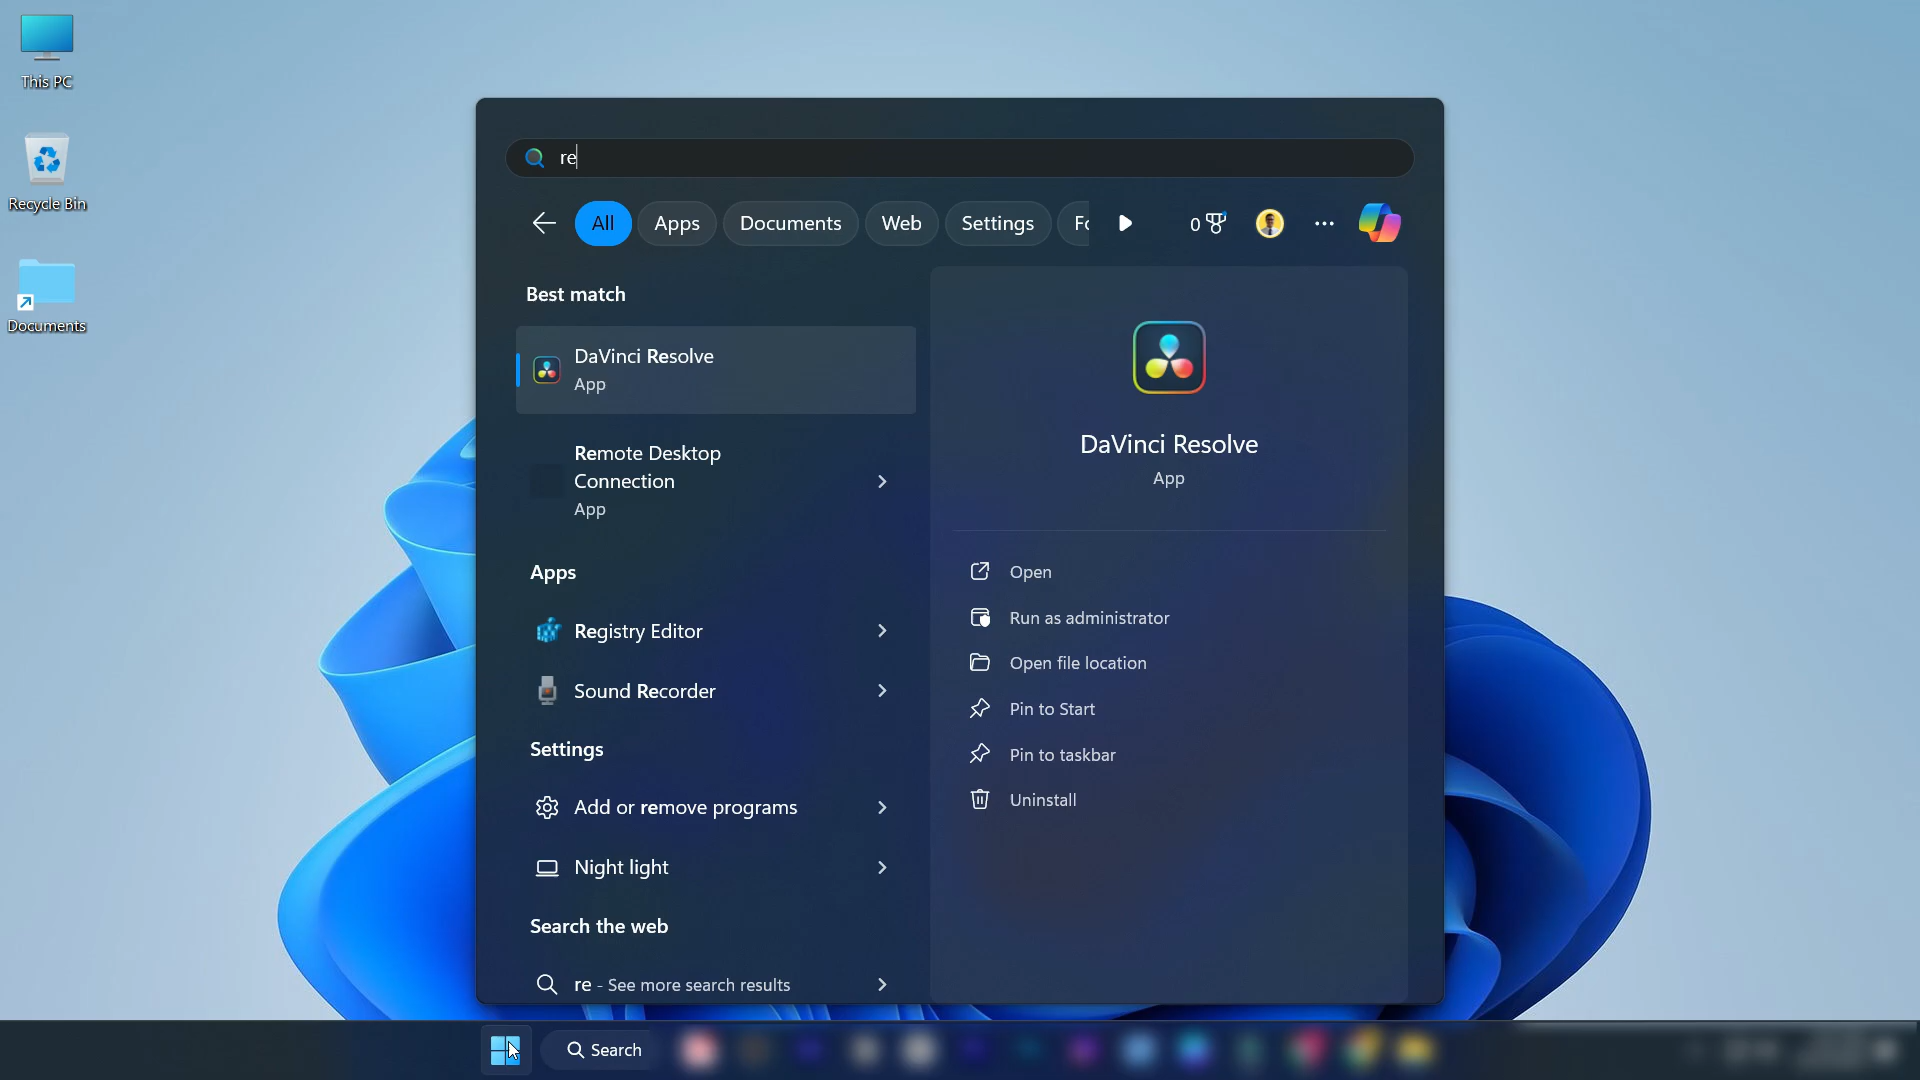 This PC
Recycle Bin
Documents
re
All
Apps
Documents
Web
Settings
0
Best match
DaVinci Resolve
App
Remote Desktop
Connection
App
Apps
Registry Editor
Sound Recorder
Settings
Add or remove programs
Night light
Search the web
re - See more search results
DaVinci Resolve
App
Open
Run as administrator
Open file location
Pin to Start
Pin to taskbar
Uninstall
Search